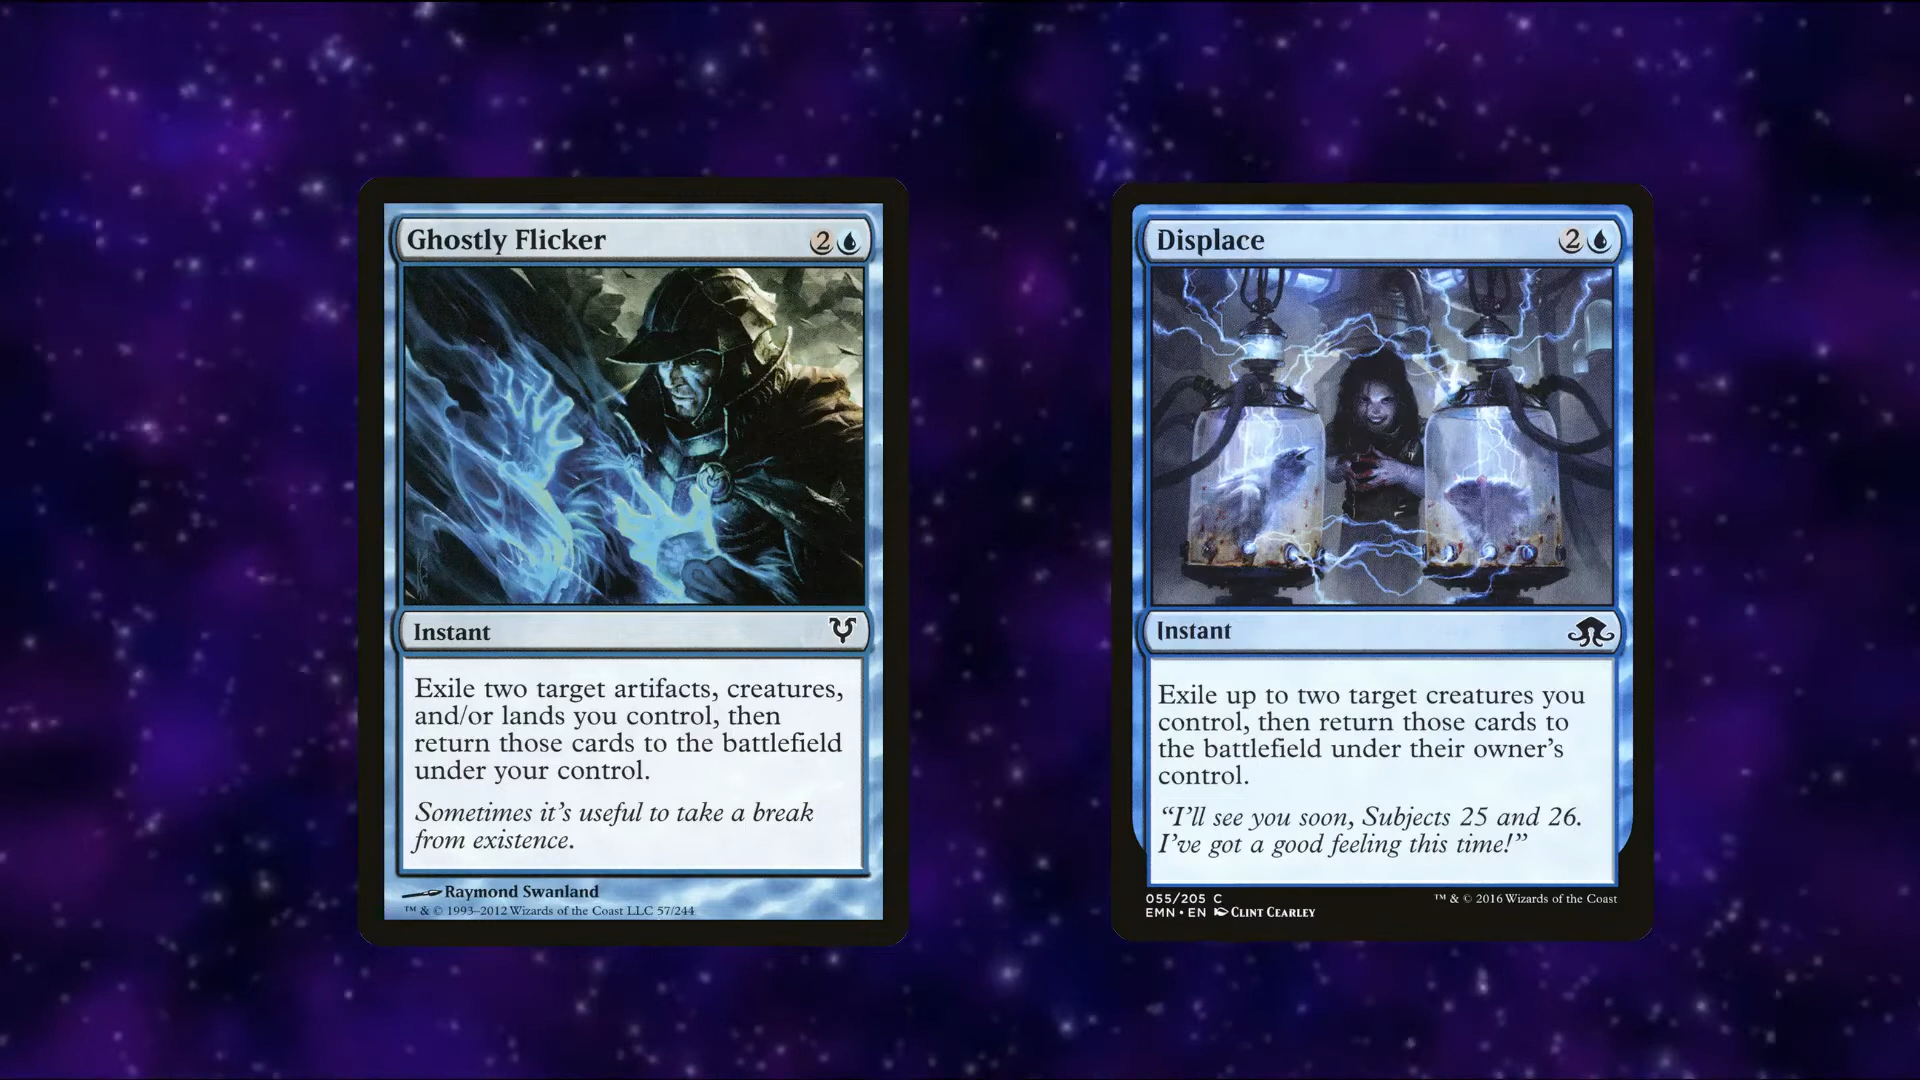 Ghostly Flicker 2
Instant
Exile two target artifacts, creatures,
and/or lands you control, then
return those cards to the battlefield
under your control.
Sometimes it's useful to take a break
from existence.
Raymond Swanland
™ & © 1993–2012 Wizards of the Coast LLC 57/244
Displace 2
Instant
Exile up to two target creatures you
control, then return those cards to
the battlefield under their owner's
control.
“I'll see you soon, Subjects 25 and 26.
I've got a good feeling this time!”
055/205 C
EMN • EN Clint Cearley
™ & © 2016 Wizards of the Coast